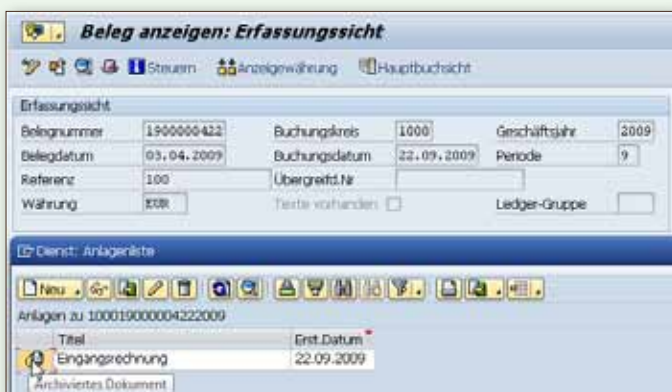 Beleg anzeigen: Erfassungssicht
Steuern Anzeigewährung Hauptbuchsicht
Erfassungssicht
Belegnummer 1900000422 Buchungskreis 1000 Geschäftsjahr 2009
Belegdatum 03.04.2009 Buchungsdatum 22.09.2009 Periode 9
Referenz 100 Übergreifd.Nr
Währung EUR Texte vorhanden Ledger-Gruppe
Dienst: Anlagenliste
Neu
Anlagen zu 100019000004222009
Titel Erst.Datum
Eingangsrechnung 22.09.2009
Archiviertes Dokument